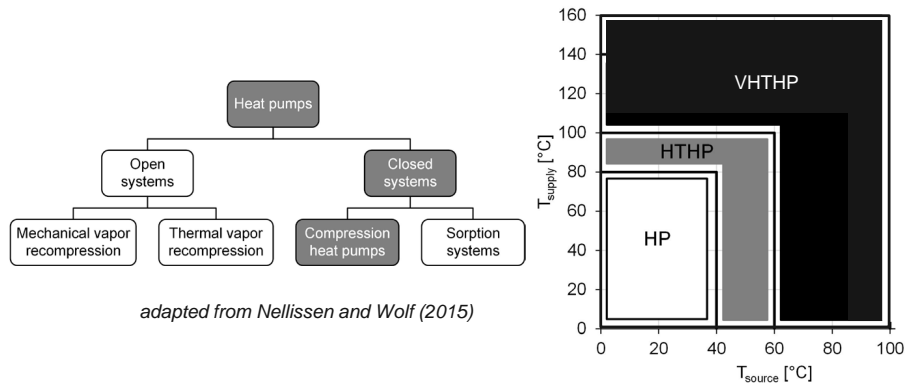 Heat pumps
Open
systems
Closed
systems
Mechanical vapor
recompression
Thermal vapor
recompression
Compression
heat pumps
Sorption
systems
adapted from Nellissen and Wolf (2015)
160
140
120
100
80
60
40
20
0
Tsupply [°C]
VHTHP
HTHP
HP
0
20
40
60
80
100
Tsource [°C]